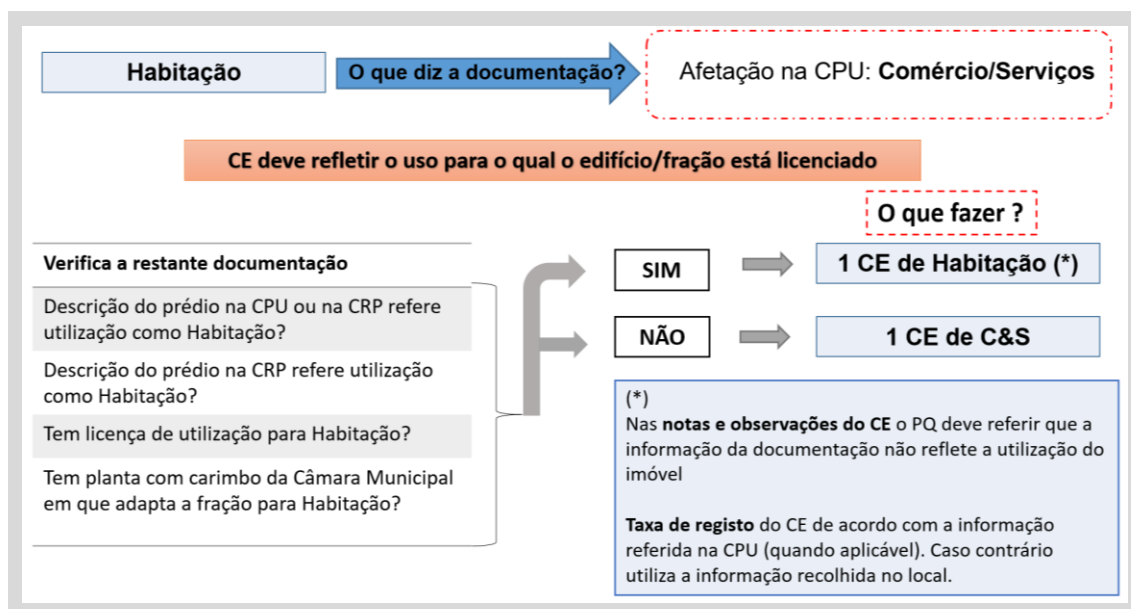 Habitação
O que diz a documentação?
Afetação na CPU: Comércio/Serviços
CE deve refletir o uso para o qual o edifício/fração está licenciado
O que fazer ?
Verifica a restante documentação
Descrição do prédio na CPU ou na CRP refere
utilização como Habitação?
Descrição do prédio na CRP refere utilização
como Habitação?
Tem licença de utilização para Habitação?
Tem planta com carimbo da Câmara Municipal
em que adapta a fração para Habitação?
SIM
1 CE de Habitação (*)
NÃO
1 CE de C&S
(*)
Nas notas e observações do CE o PQ deve referir que a
informação da documentação não reflete a utilização do
imóvel
Taxa de registo do CE de acordo com a informação
referida na CPU (quando aplicável). Caso contrário
utiliza a informação recolhida no local.